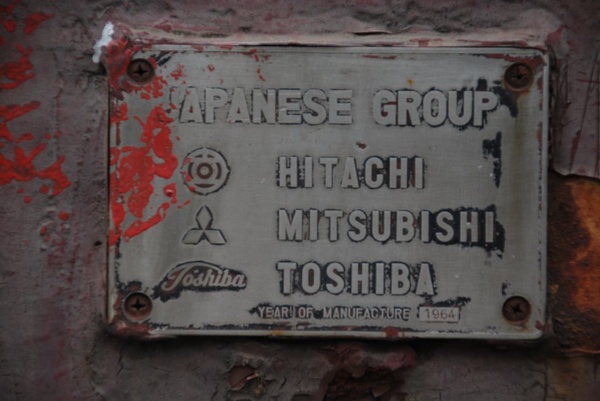 JAPANESE GROUP
HITACHI
MITSUBISHI
Toshiba TOSHIBA
YEAR OF MANUFACTURE 1964